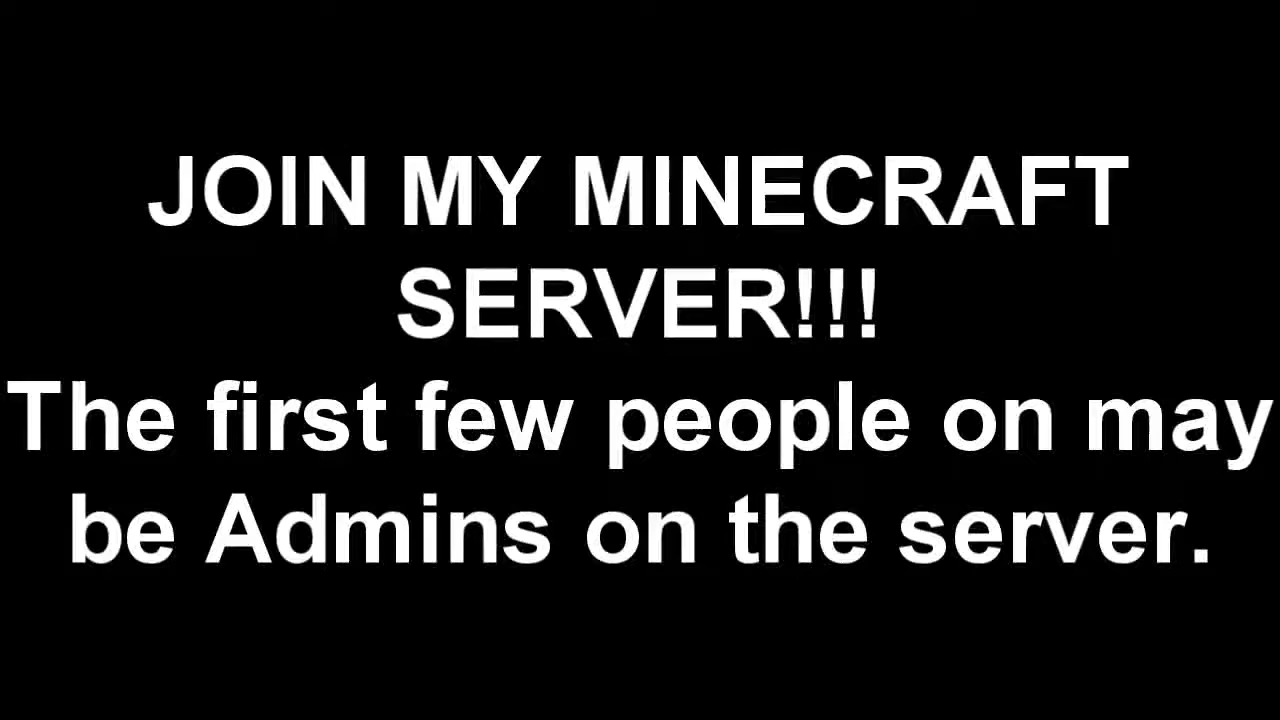 JOIN MY MINECRAFT
SERVER!!!
The first few people on may
be Admins on the server.